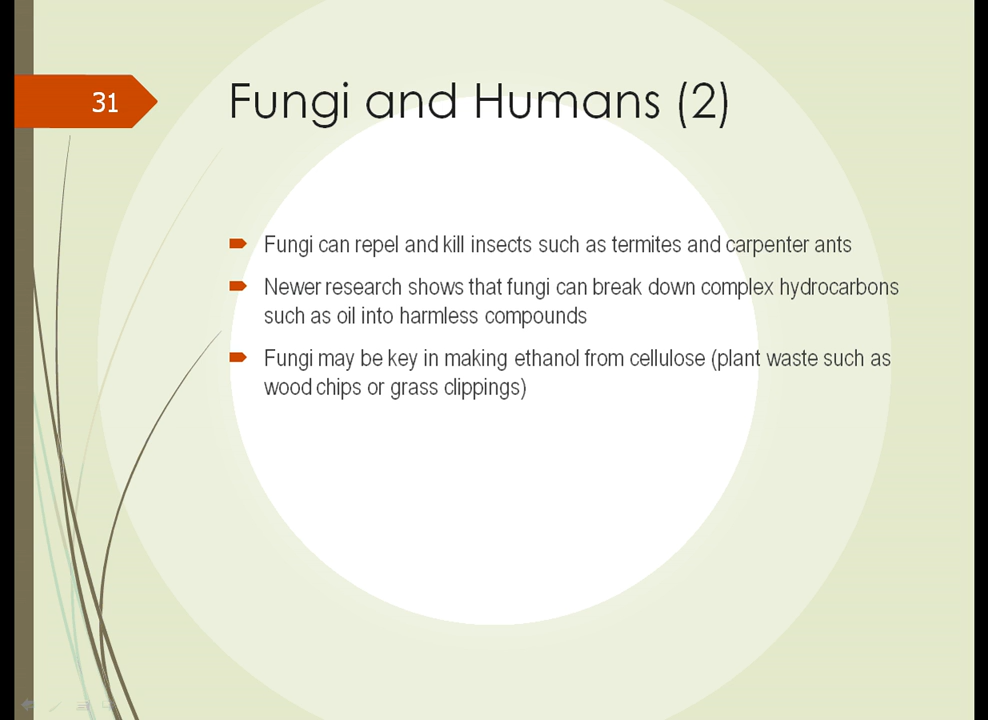 31
Fungi and Humans (2)
Fungi can repel and kill insects such as termites and carpenter ants
Newer research shows that fungi can break down complex hydrocarbons
such as oil into harmless compounds
Fungi may be key in making ethanol from cellulose (plant waste such as
wood chips or grass clippings)